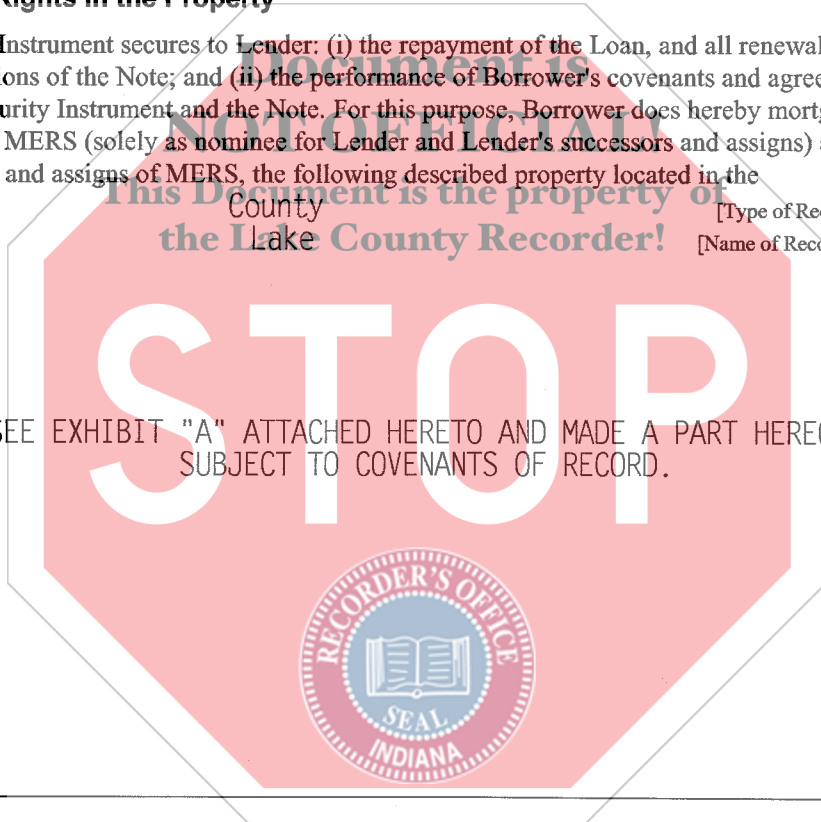 Rights in the Property
Instrument secures to Lender: (i) the repayment of the Loan, and all renewal
ions of the Note; and (ii) the performance of Borrower's covenants and agree
urity Instrument and the Note. For this purpose, Borrower does hereby mort
MERS (solely as nominee for Lender and Lender's successors and assigns)
and assigns of MERS, the following described property located in the
County [Type of Rec
Lake [Name of Reco
Document is
NOT OFFICIAL!
This Document is the property of
the Lake County Recorder!
STOP
SEE EXHIBIT "A" ATTACHED HERETO AND MADE A PART HEREO
SUBJECT TO COVENANTS OF RECORD.
RECORDER'S OFFICE
SEAL
INDIANA